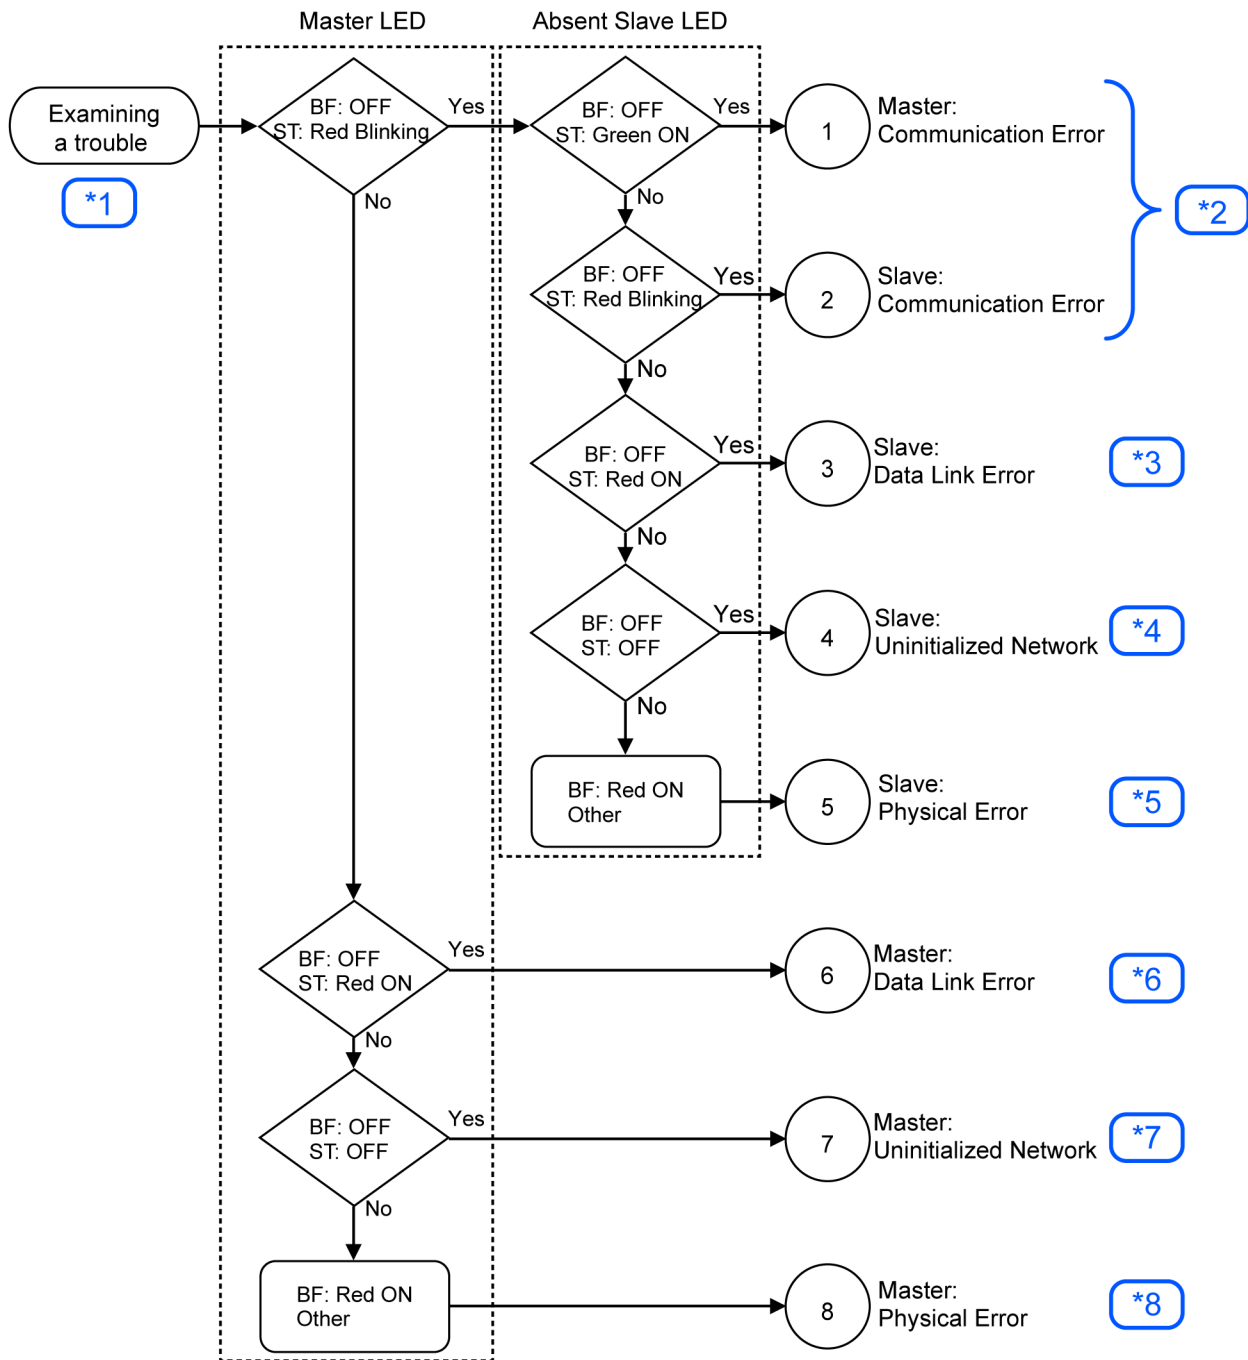 Master LED
Absent Slave LED
Examining
a trouble
*1
BF: OFF
ST: Red Blinking
Yes
No
BF: OFF
ST: Green ON
Yes
No
1
Master:
Communication Error
*2
BF: OFF
ST: Red Blinking
Yes
No
2
Slave:
Communication Error
BF: OFF
ST: Red ON
Yes
No
3
Slave:
Data Link Error
*3
BF: OFF
ST: OFF
Yes
No
4
Slave:
Uninitialized Network
*4
BF: Red ON
Other
5
Slave:
Physical Error
*5
BF: OFF
ST: Red ON
Yes
No
6
Master:
Data Link Error
*6
BF: OFF
ST: OFF
Yes
No
7
Master:
Uninitialized Network
*7
BF: Red ON
Other
8
Master:
Physical Error
*8